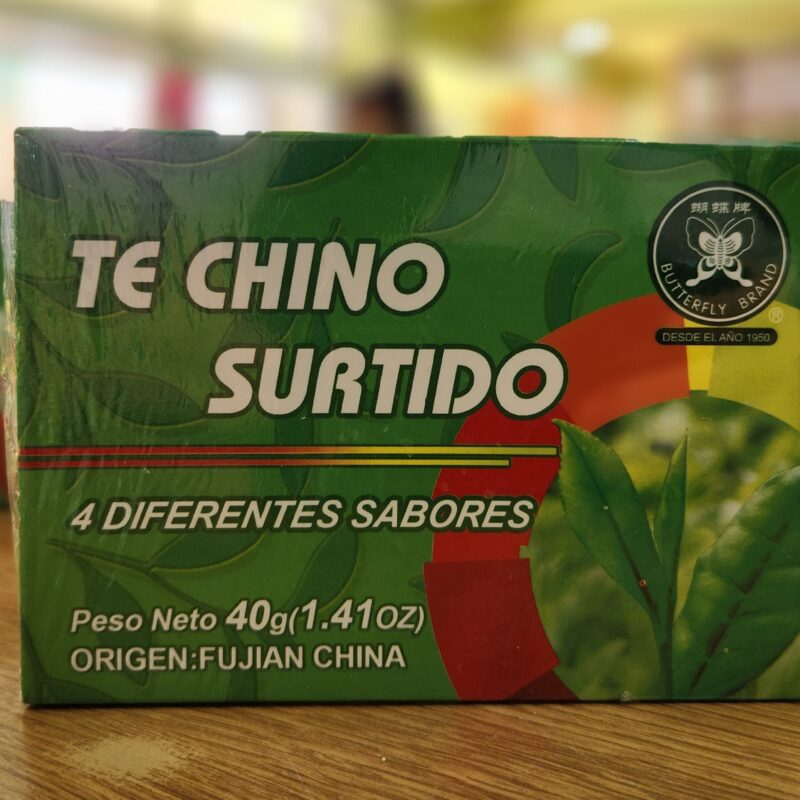 TE CHINO
SURTIDO
4 DIFERENTES SABORES
Peso Neto 40g(1.41OZ)
ORIGEN:FUJIAN CHINA
蝴蝶牌
BUTTERFLY BRAND
®
DESDE EL AÑO 1950